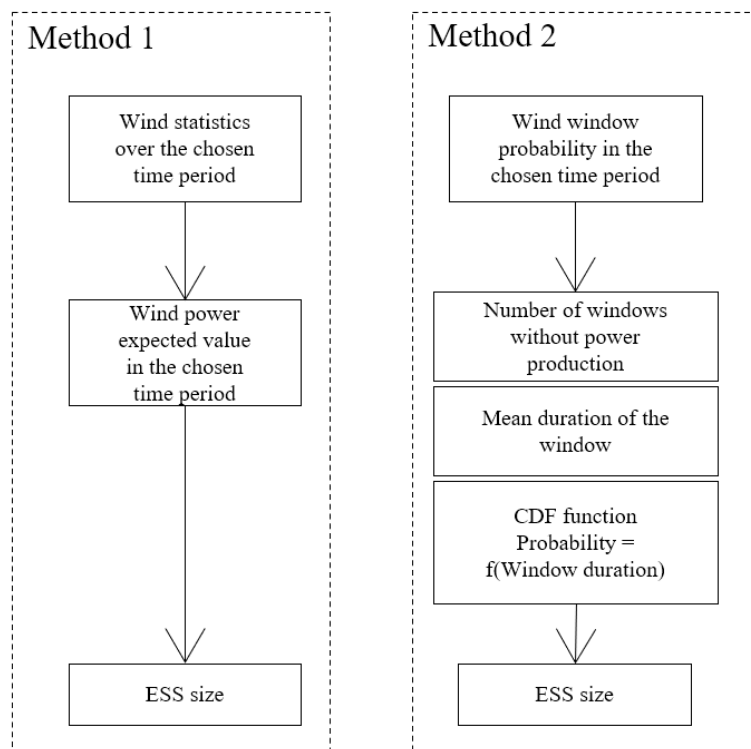 Method 1
Wind statistics
over the chosen
time period
Wind power
expected value
in the chosen
time period
ESS size
Method 2
Wind window
probability in the
chosen time period
Number of windows
without power
production
Mean duration of the
window
CDF function
Probability =
f(Window duration)
ESS size